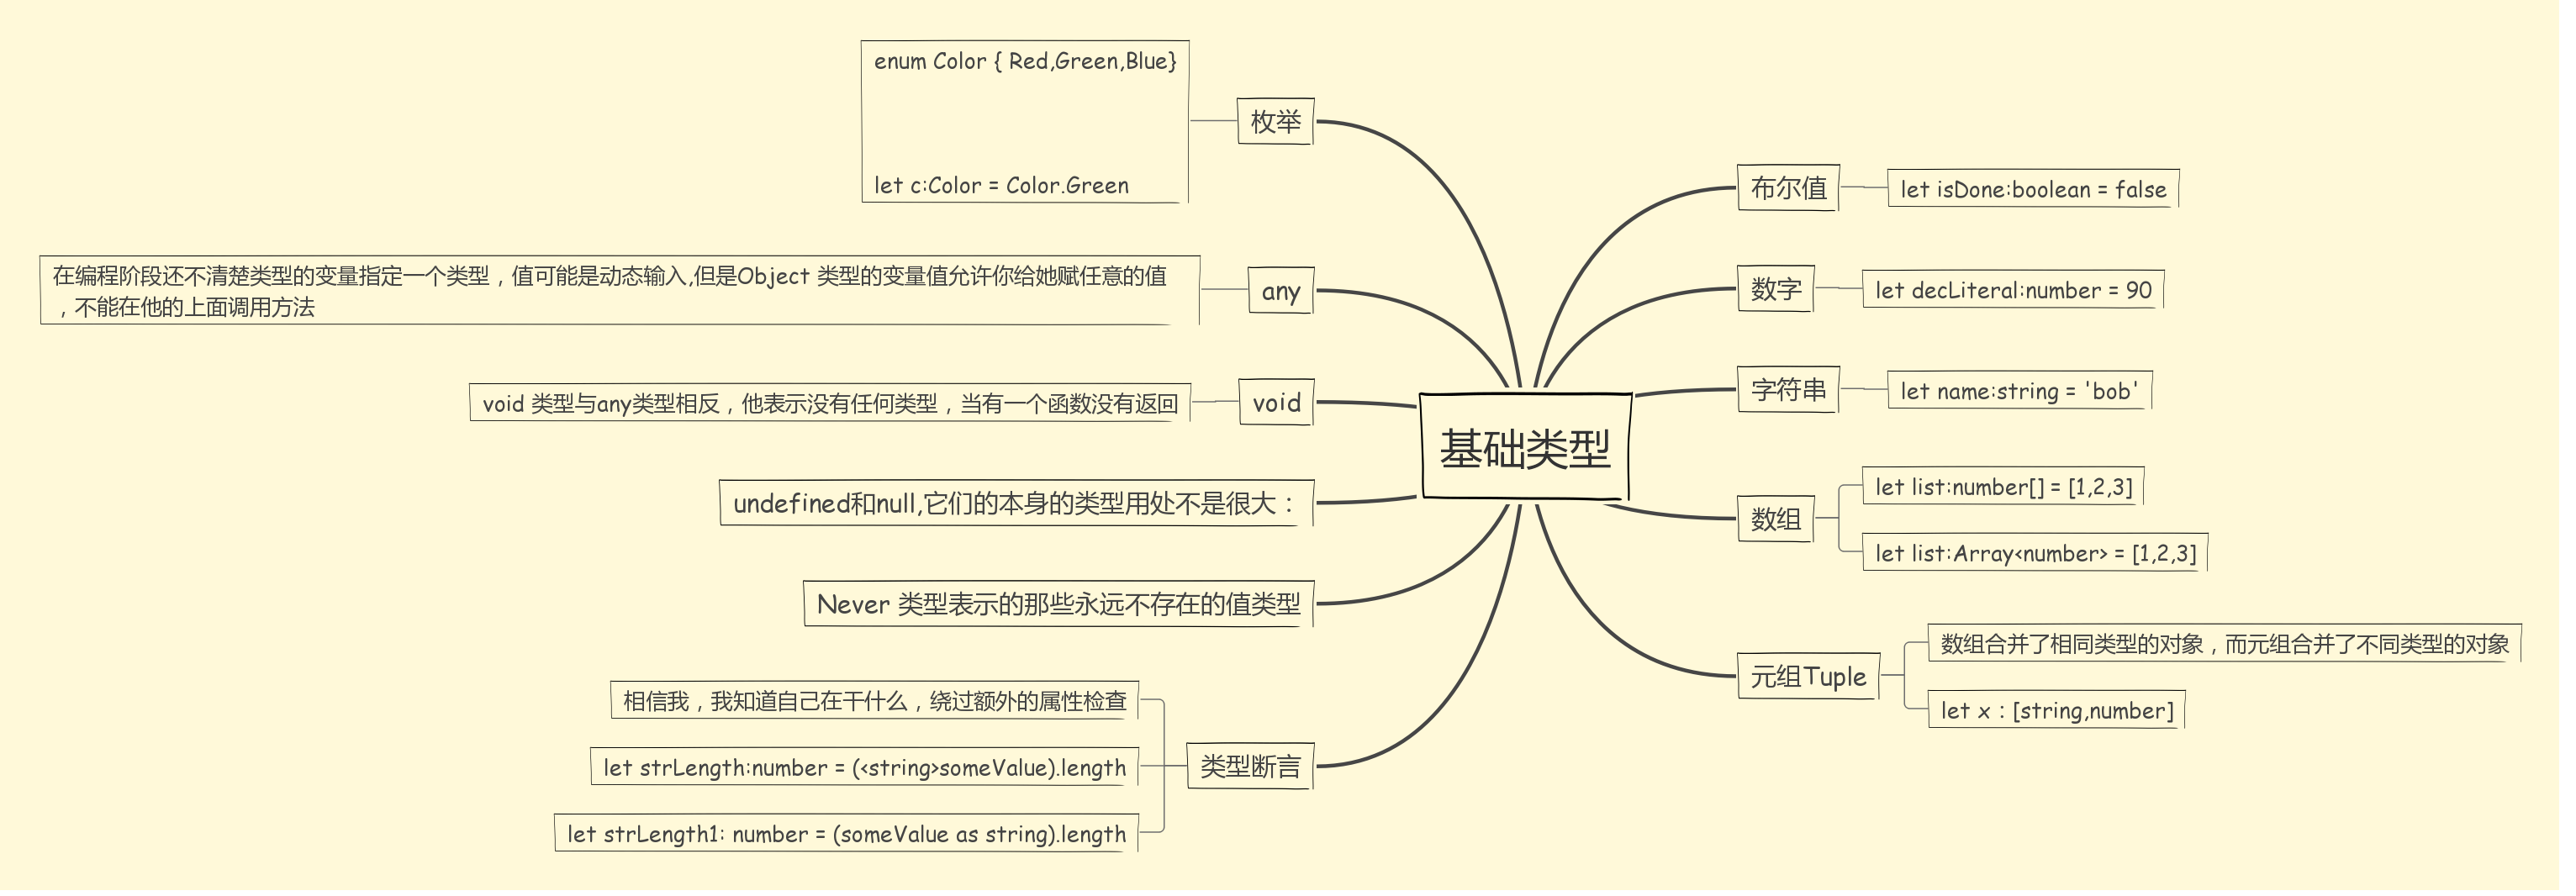 基础类型
布尔值
let isDone:boolean = false
数字
let decLiteral:number = 90
字符串
let name:string = 'bob'
数组
let list:number[] = [1,2,3]
let list:Array<number> = [1,2,3]
元组Tuple
数组合并了相同类型的对象，而元组合并了不同类型的对象
let x : [string,number]
枚举
enum Color { Red,Green,Blue}
let c:Color = Color.Green
any
在编程阶段还不清楚类型的变量指定一个类型，值可能是动态输入,但是Object 类型的变量值允许你给她赋任意的值
，不能在他的上面调用方法
void
void 类型与any类型相反，他表示没有任何类型，当有一个函数没有返回
undefined和null,它们的本身的类型用处不是很大：
Never 类型表示的那些永远不存在的值类型
类型断言
相信我，我知道自己在干什么，绕过额外的属性检查
let strLength:number = (<string>someValue).length
let strLength1: number = (someValue as string).length